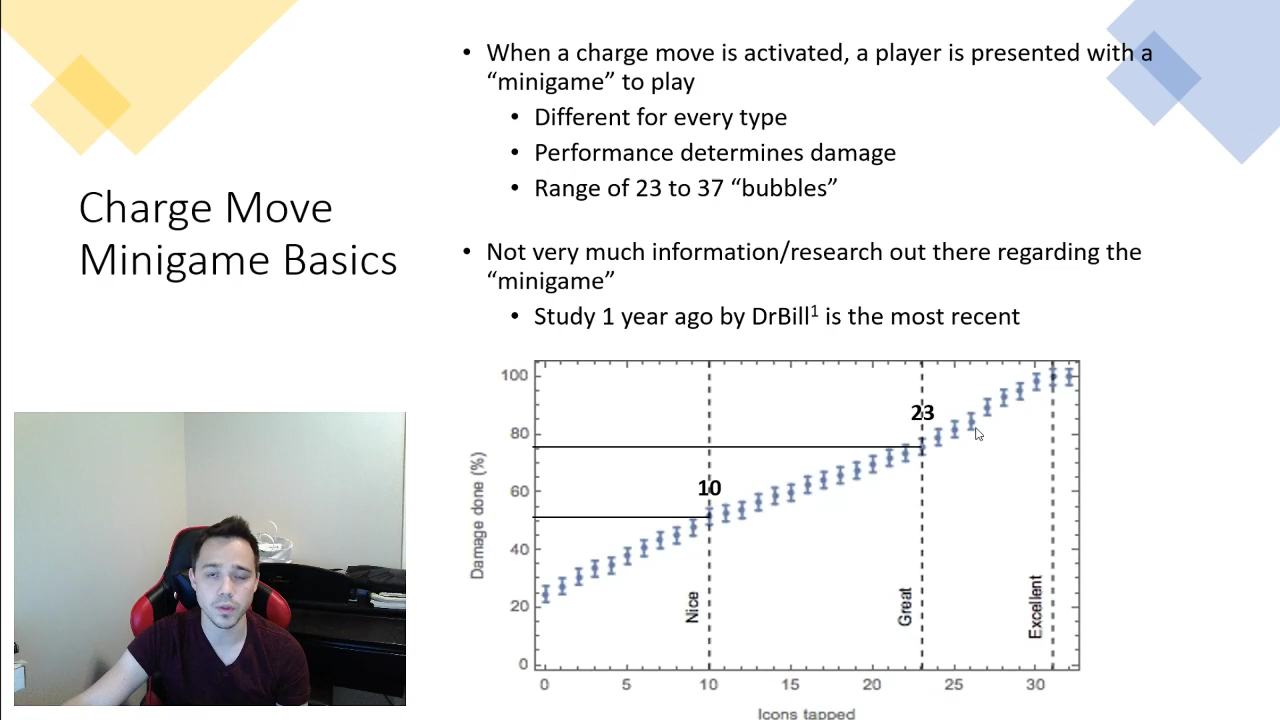 Charge Move
Minigame Basics
• When a charge move is activated, a player is presented with a
“minigame” to play
• Different for every type
• Performance determines damage
• Range of 23 to 37 “bubbles”
• Not very much information/research out there regarding the
“minigame”
• Study 1 year ago by DrBill¹ is the most recent
Damage done (%)
100
80
60
40
20
0
10
23
Nice
Great
Excellent
0 5 10 15 20 25 30
Icons tapped